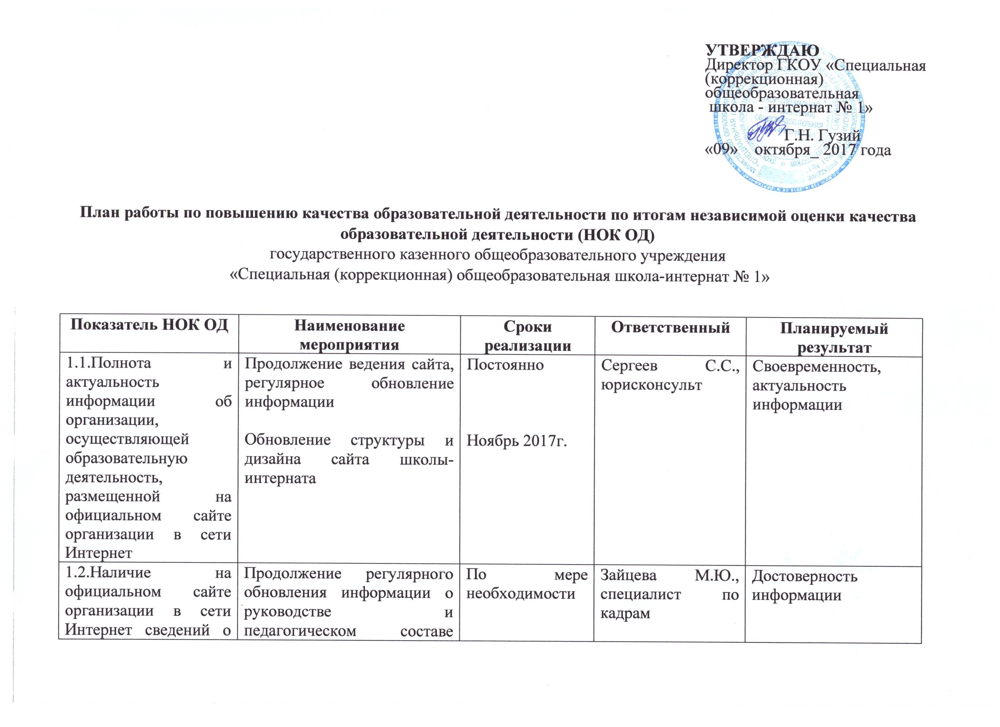 УТВЕРЖДАЮ
Директор ГКОУ «Специальная
(коррекционная)
общеобразовательная
школа - интернат № 1»
Г.Н. Гузий
«09» октября_ 2017 года
План работы по повышению качества образовательной деятельности по итогам независимой оценки качества
образовательной деятельности (НОК ОД)
государственного казенного общеобразовательного учреждения
«Специальная (коррекционная) общеобразовательная школа-интернат № 1»
Показатель НОК ОД
Наименование
мероприятия
Сроки
реализации
Ответственный
Планируемый
результат
1.1.Полнота и
актуальность
информации об
организации,
осуществляющей
образовательную
деятельность,
размещенной на
официальном сайте
организации в сети
Интернет
Продолжение ведения сайта,
регулярное обновление
информации
Обновление структуры и
дизайна сайта школы-
интерната
Постоянно
Ноябрь 2017г.
Сергеев С.С.,
юрисконсульт
Своевременность,
актуальность
информации
1.2.Наличие на
официальном сайте
организации в сети
Интернет сведений о
Продолжение регулярного
обновления информации о
руководстве и
педагогическом составе
По мере
необходимости
Зайцева М.Ю.,
специалист по
кадрам
Достоверность
информации